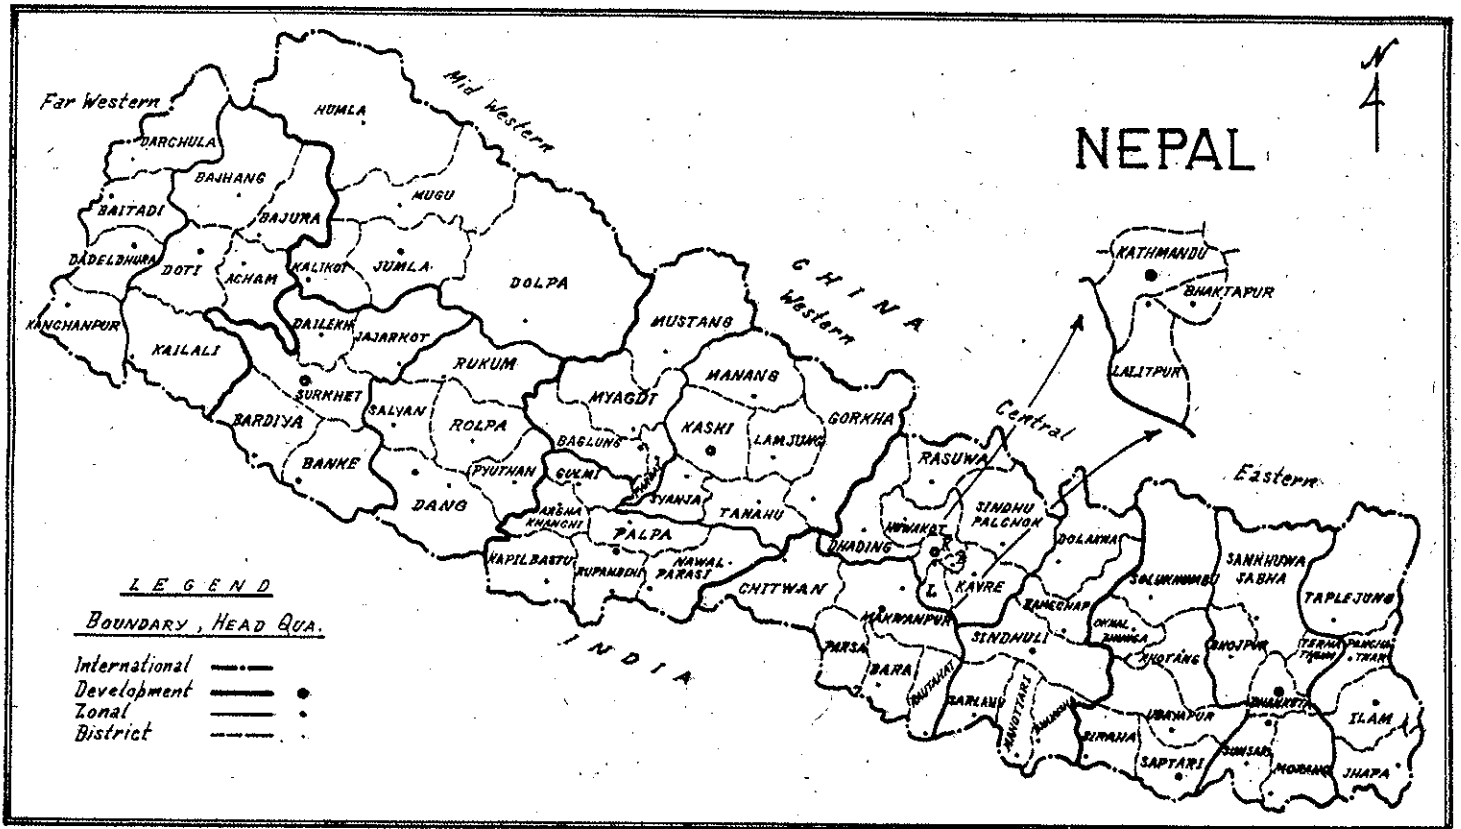 N
NEPAL
Far Western
Mid Western
CHINA
Western
Central
Eastern
INDIA
HUMLA
DARCHULA
BAJHANG
MUGU
BAITADI
BAJURA
DADELDHURA
DOTI
ACHAM
KALIKOT
JUMLA
DOLPA
KANCHANPUR
KAILALI
DAILEKH
JAJARKOT
RUKUM
MUSTANG
MANANG
SURKHET
SALYAN
ROLPA
MYAGDI
KASKI
LAMJUNG
GORKHA
BARDIYA
BANKE
PYUTHAN
BAGLUNG
GULMI
SYANJA
TANAHU
DANG
ARGHA
KHANCHI
PALPA
KAPILBASTU
RUPANDEHI
NAWAL-
PARASI
CHITWAN
DHADING
RASUWA
SINDHU
PALCHOK
K
B
L
KAVRE
DOLAKHA
RAMECHAP
MAKWANPUR
SINDHULI
PARSA
BARA
RAUTAHAT
SARLAHI
MAHOTTARI
SOLUKHUMBU
SANKHUWA
SABHA
TAPLEJUNG
KHOTANG
BHOJPUR
UDAYAPUR
DHANKUTA
ILAM
SIRAHA
SAPTARI
SUNSARI
MORANG
JHAPA
KATHMANDU
BHAKTAPUR
LALITPUR
LEGEND
BOUNDARY, HEAD QUA.
International
Development
Zonal
District